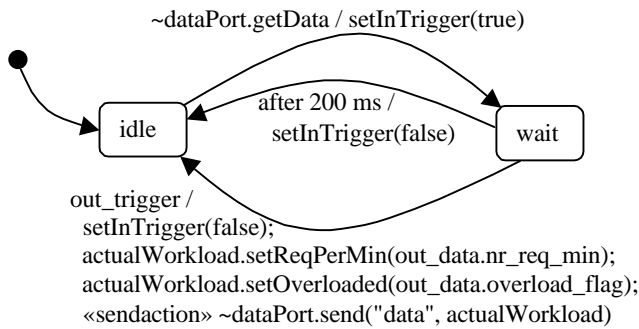 ~dataPort.getData / setInTrigger(true)
after 200 ms /
setInTrigger(false)
idle
wait
out_trigger /
setInTrigger(false);
actualWorkload.setReqPerMin(out_data.nr_req_min);
actualWorkload.setOverloaded(out_data.overload_flag);
«sendaction» ~dataPort.send("data", actualWorkload)